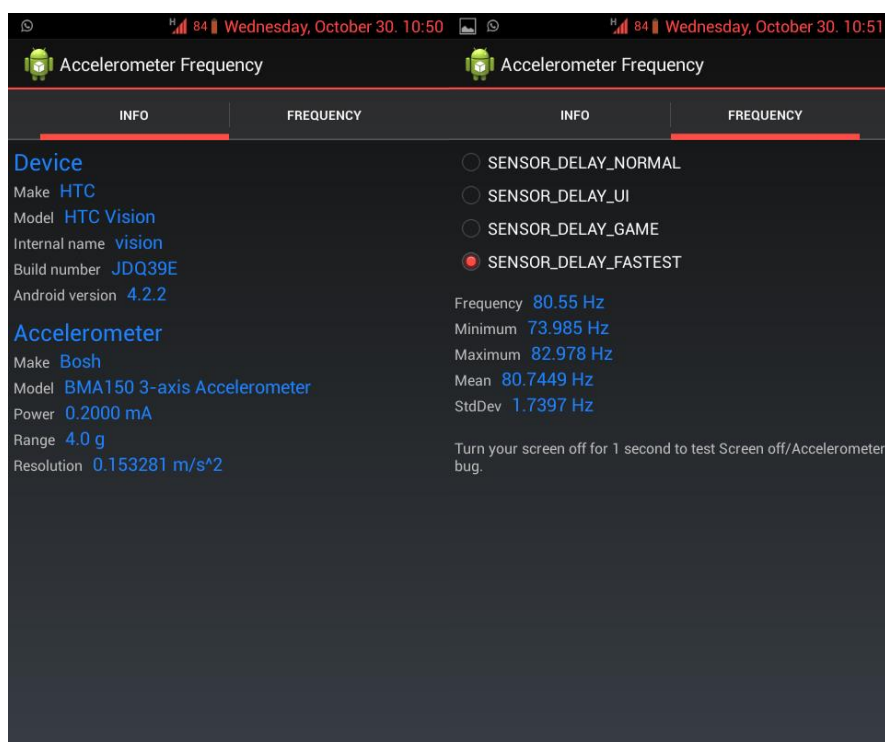 H 84 Wednesday, October 30. 10:50
Accelerometer Frequency
INFO FREQUENCY
Device
Make HTC
Model HTC Vision
Internal name vision
Build number JDQ39E
Android version 4.2.2
Accelerometer
Make Bosh
Model BMA150 3-axis Accelerometer
Power 0.2000 mA
Range 4.0 g
Resolution 0.153281 m/s^2
H 84 Wednesday, October 30. 10:51
Accelerometer Frequency
INFO FREQUENCY
SENSOR_DELAY_NORMAL
SENSOR_DELAY_UI
SENSOR_DELAY_GAME
SENSOR_DELAY_FASTEST
Frequency 80.55 Hz
Minimum 73.985 Hz
Maximum 82.978 Hz
Mean 80.7449 Hz
StdDev 1.7397 Hz
Turn your screen off for 1 second to test Screen off/Accelerometer
bug.